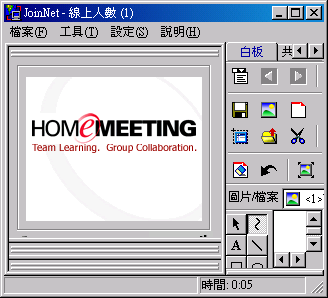 JoinNet - 線上人數 (1)
檔案(F) 工具(T) 設定(S) 說明(H)
白板 共
HOMeMEETING
Team Learning. Group Collaboration.
圖片/檔案 <1>
A
時間: 0:05